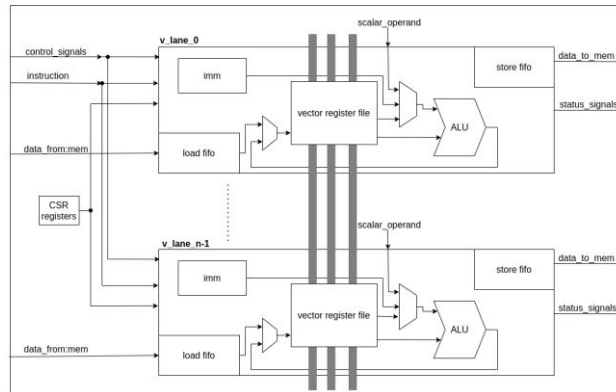 scalar_operand
v_lane_0
control_signals
instruction
imm
store fifo
data_to_mem
status_signals
vector register file
ALU
data_from:mem
load fifo
CSR
registers
scalar_operand
v_lane_n-1
imm
store fifo
data_to_mem
status_signals
vector register file
ALU
data_from:mem
load fifo